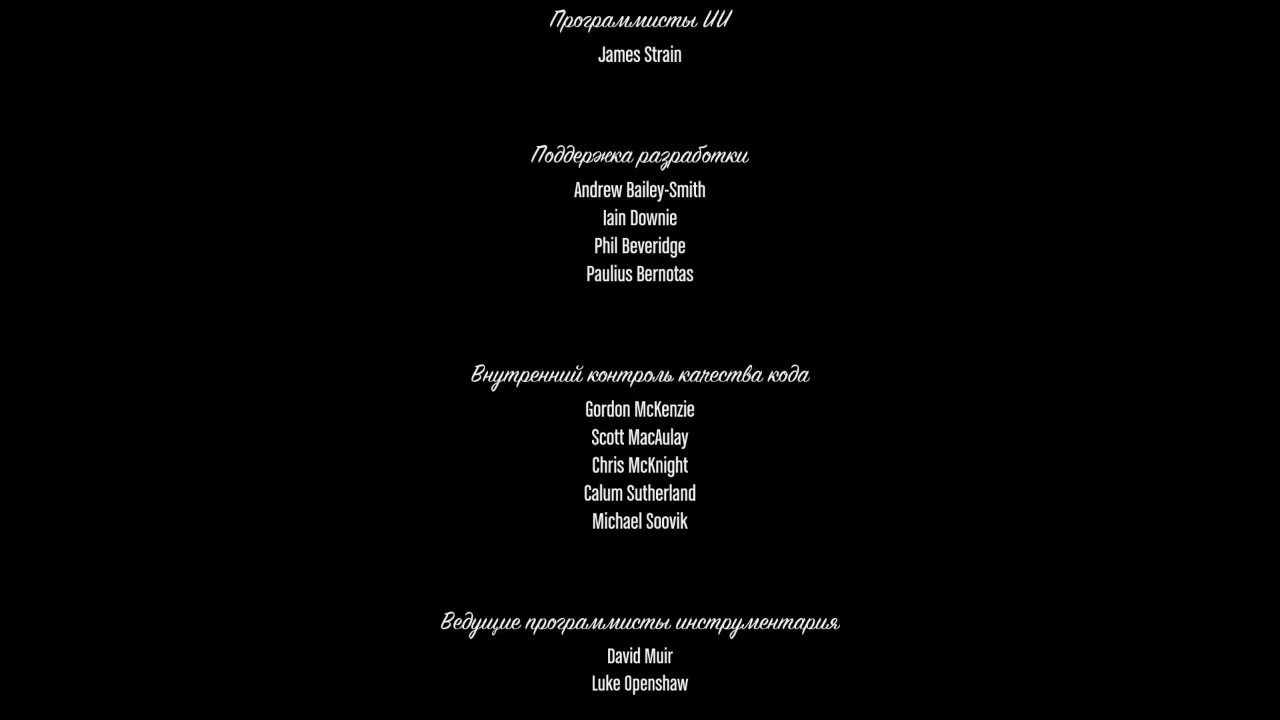 Программисты ИИ
James Strain
Поддержка разработки
Andrew Bailey-Smith
Iain Downie
Phil Beveridge
Paulius Bernotas
Внутренний контроль качества кода
Gordon McKenzie
Scott MacAulay
Chris McKnight
Calum Sutherland
Michael Soovik
Ведущие программисты инструментария
David Muir
Luke Openshaw